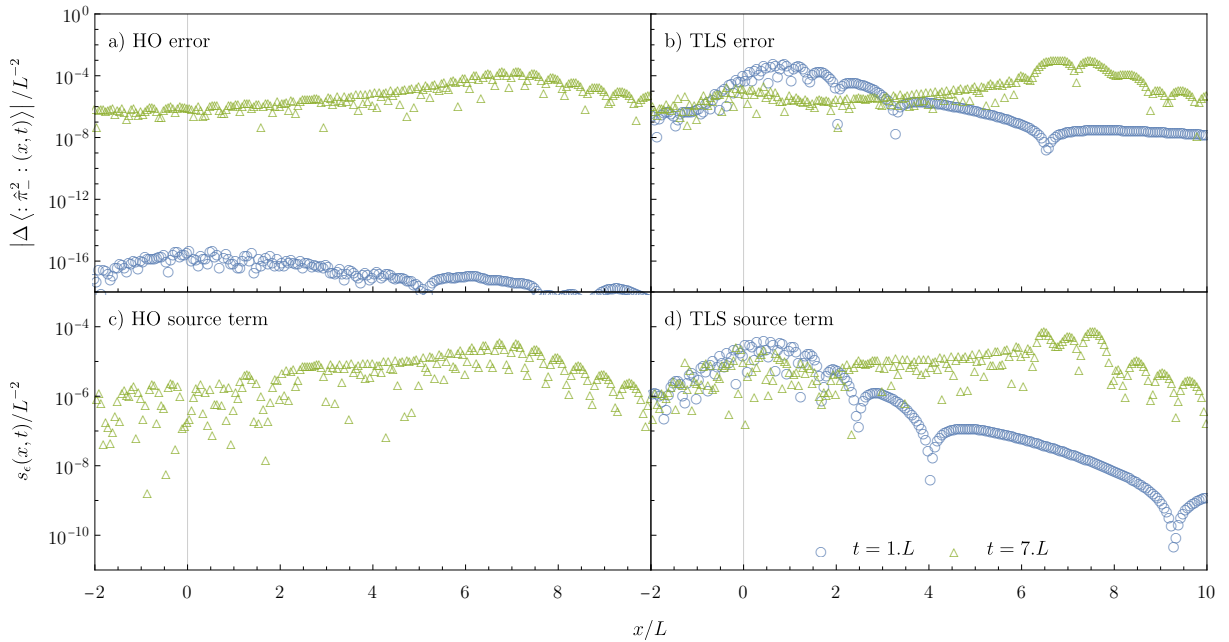 a) HO error
b) TLS error
10^0
10^-4
10^-8
10^-12
10^-16
|Δ⟨: π̂_-^2 : (x, t)⟩|/L^-2
c) HO source term
d) TLS source term
10^-4
10^-6
10^-8
10^-10
s_ϵ(x, t)/L^-2
t = 1.L
t = 7.L
-2 0 2 4 6 8 -2 0 2 4 6 8 10
x/L